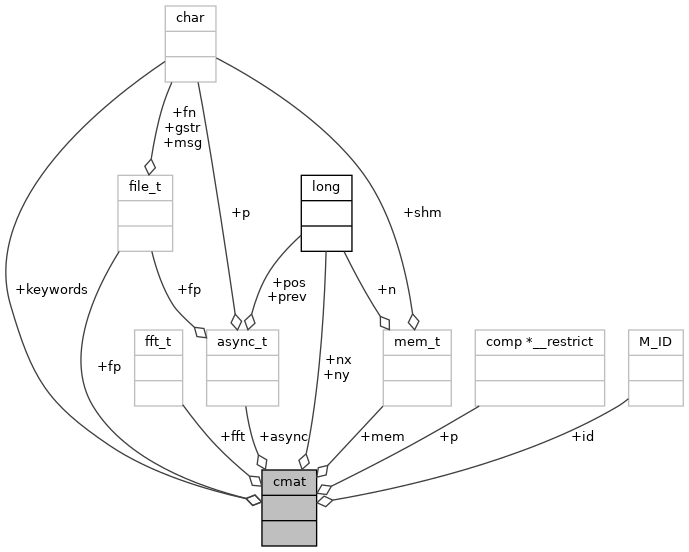 char
+fn
+gstr
+msg
file_t
long
+p
+shm
+keywords
+fp
+pos
+prev
+n
fft_t
async_t
mem_t
comp *__restrict
M_ID
+fp
+nx
+ny
+fft
+async
+mem
+p
+id
cmat